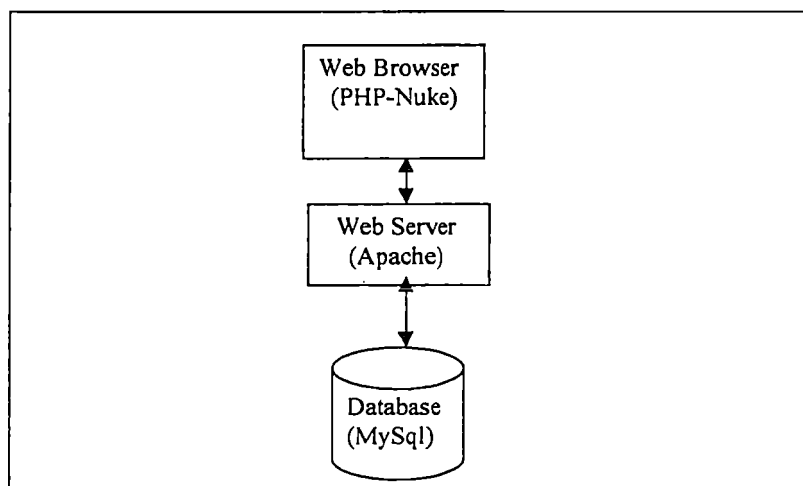 Web Browser
(PHP-Nuke)
Web Server
(Apache)
Database
(MySql)